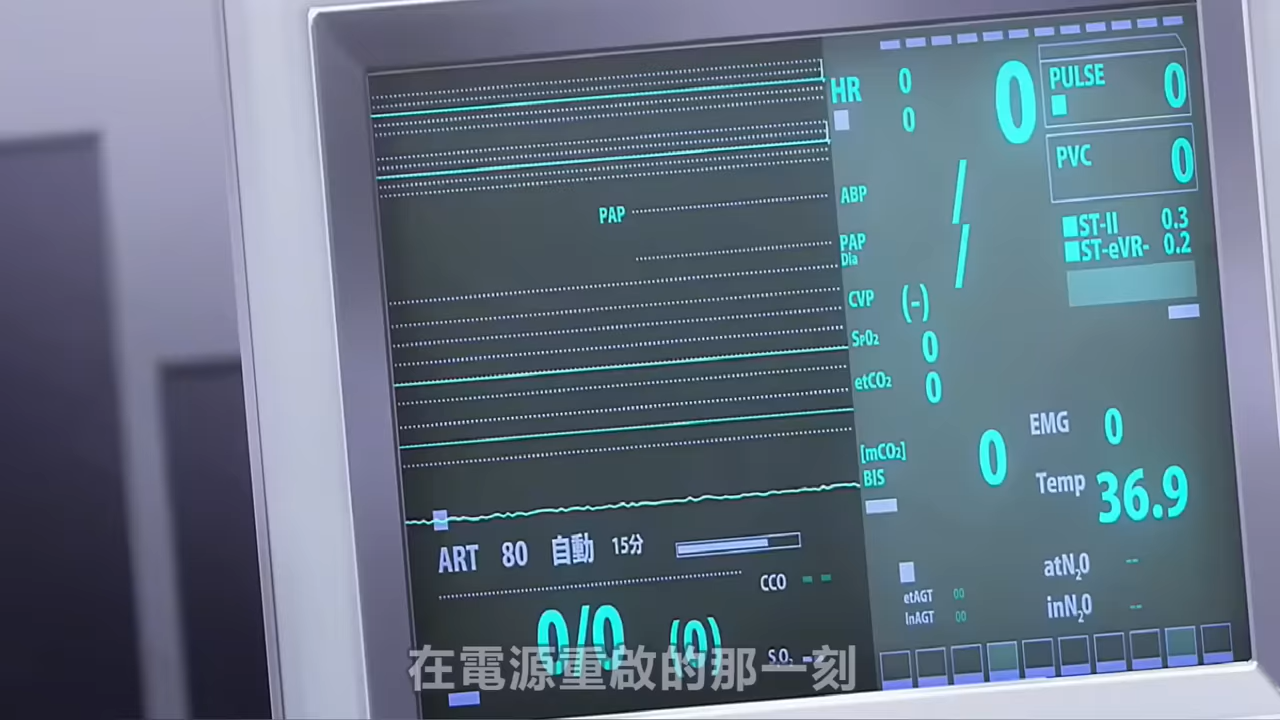 HR 0 0 0
PULSE 0
PVC 0
ABP /
PAP
PAP Dia /
ST-II 0.3
ST-eVR- 0.2
CVP (-)
SpO₂ 0
etCO₂ 0
[mCO₂]
BIS 0
EMG 0
Temp 36.9
ART 80 自動 15分
CCO --
0/0 (0)
atN₂O --
inN₂O --
etAGT 00
InAGT 00
在電源重啟的那一刻